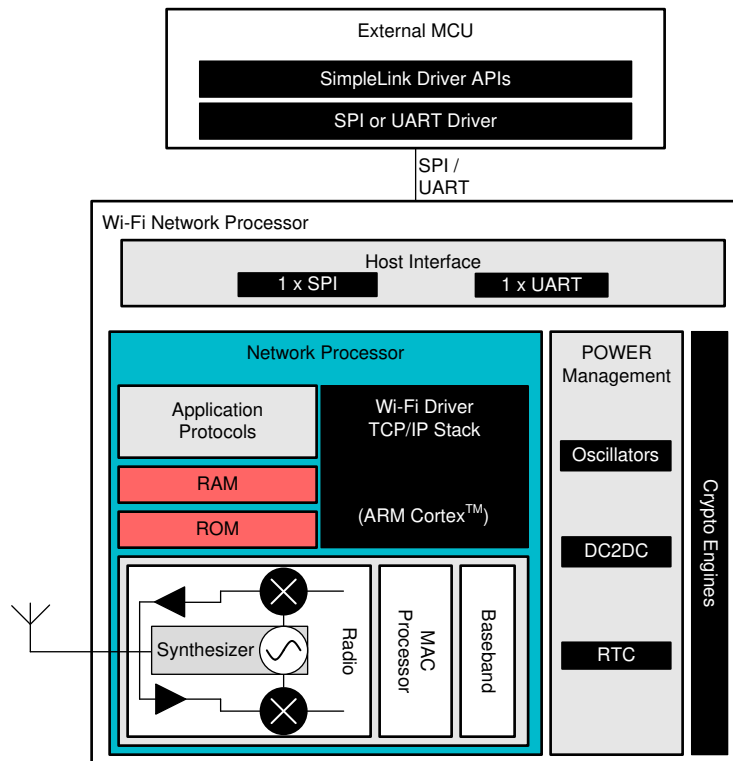 External MCU
SimpleLink Driver APIs
SPI or UART Driver
SPI /
UART
Wi-Fi Network Processor
Host Interface
1 x SPI
1 x UART
Network Processor
Application
Protocols
Wi-Fi Driver
TCP/IP Stack
(ARM Cortex™)
RAM
ROM
Synthesizer
Radio
MAC
Processor
Baseband
POWER
Management
Oscillators
DC2DC
RTC
Crypto Engines